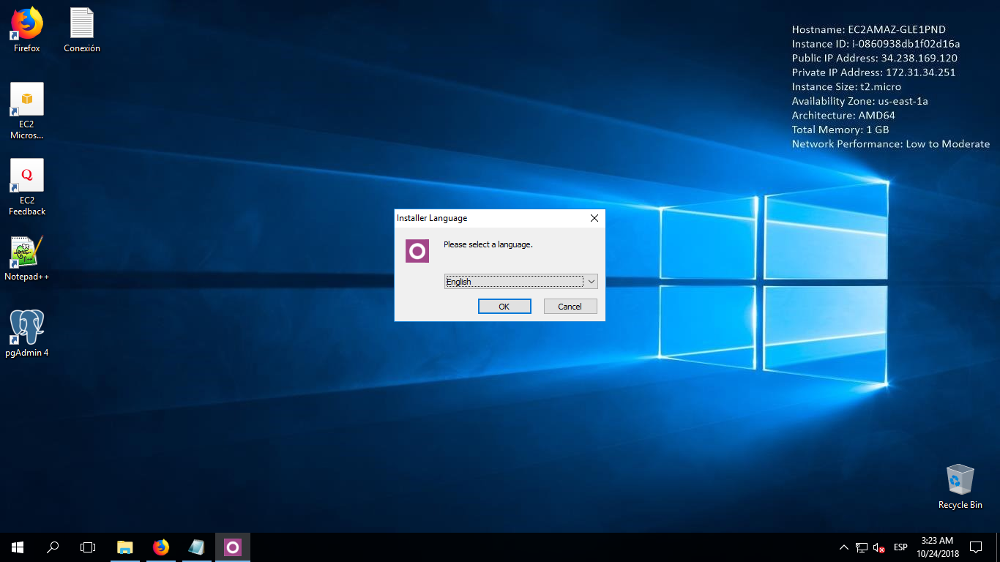 Firefox
Conexión
EC2
Micros...
EC2
Feedback
Notepad++
pgAdmin 4
Hostname: EC2AMAZ-GLE1PND
Instance ID: i-0860938db1f02d16a
Public IP Address: 34.238.169.120
Private IP Address: 172.31.34.251
Instance Size: t2.micro
Availability Zone: us-east-1a
Architecture: AMD64
Total Memory: 1 GB
Network Performance: Low to Moderate
Installer Language
Please select a language.
English
OK
Cancel
Recycle Bin
ESP
3:23 AM
10/24/2018